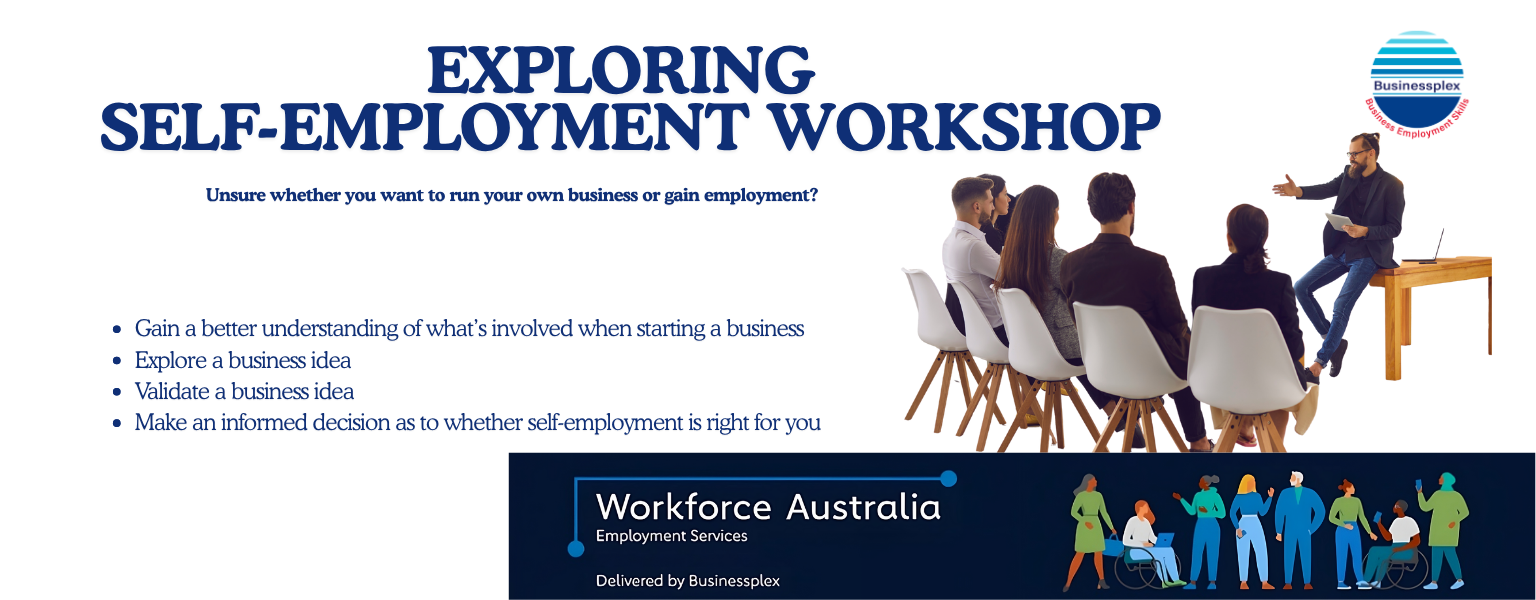 EXPLORING
SELF-EMPLOYMENT WORKSHOP
Businessplex
Business Employment Skills
Unsure whether you want to run your own business or gain employment?
• Gain a better understanding of what's involved when starting a business
• Explore a business idea
• Validate a business idea
• Make an informed decision as to whether self-employment is right for you
Workforce Australia
Employment Services
Delivered by Businessplex